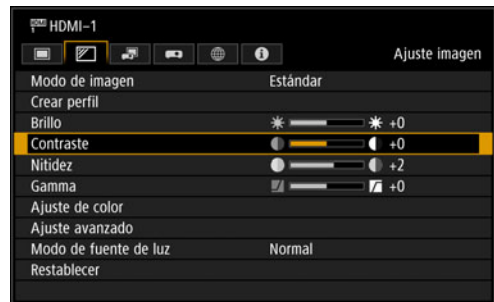 HDMI HDMI-1
Ajuste imagen
Modo de imagen Estándar
Crear perfil
Brillo +0
Contraste +0
Nitidez +2
Gamma +0
Ajuste de color
Ajuste avanzado
Modo de fuente de luz Normal
Restablecer